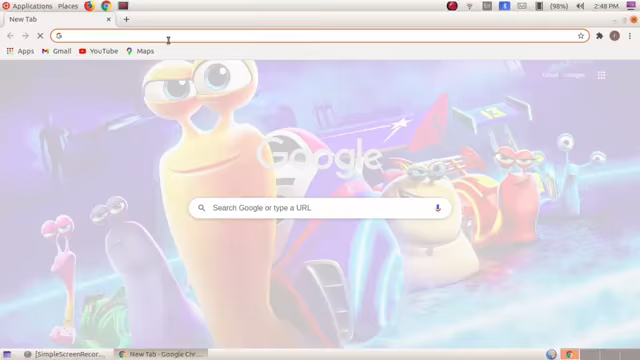 Applications Places
(98%) 2:48 PM
New Tab
Apps Gmail YouTube Maps
Gmail Images
Google
Search Google or type a URL
[SimpleScreenRecor... New Tab - Google Chr...